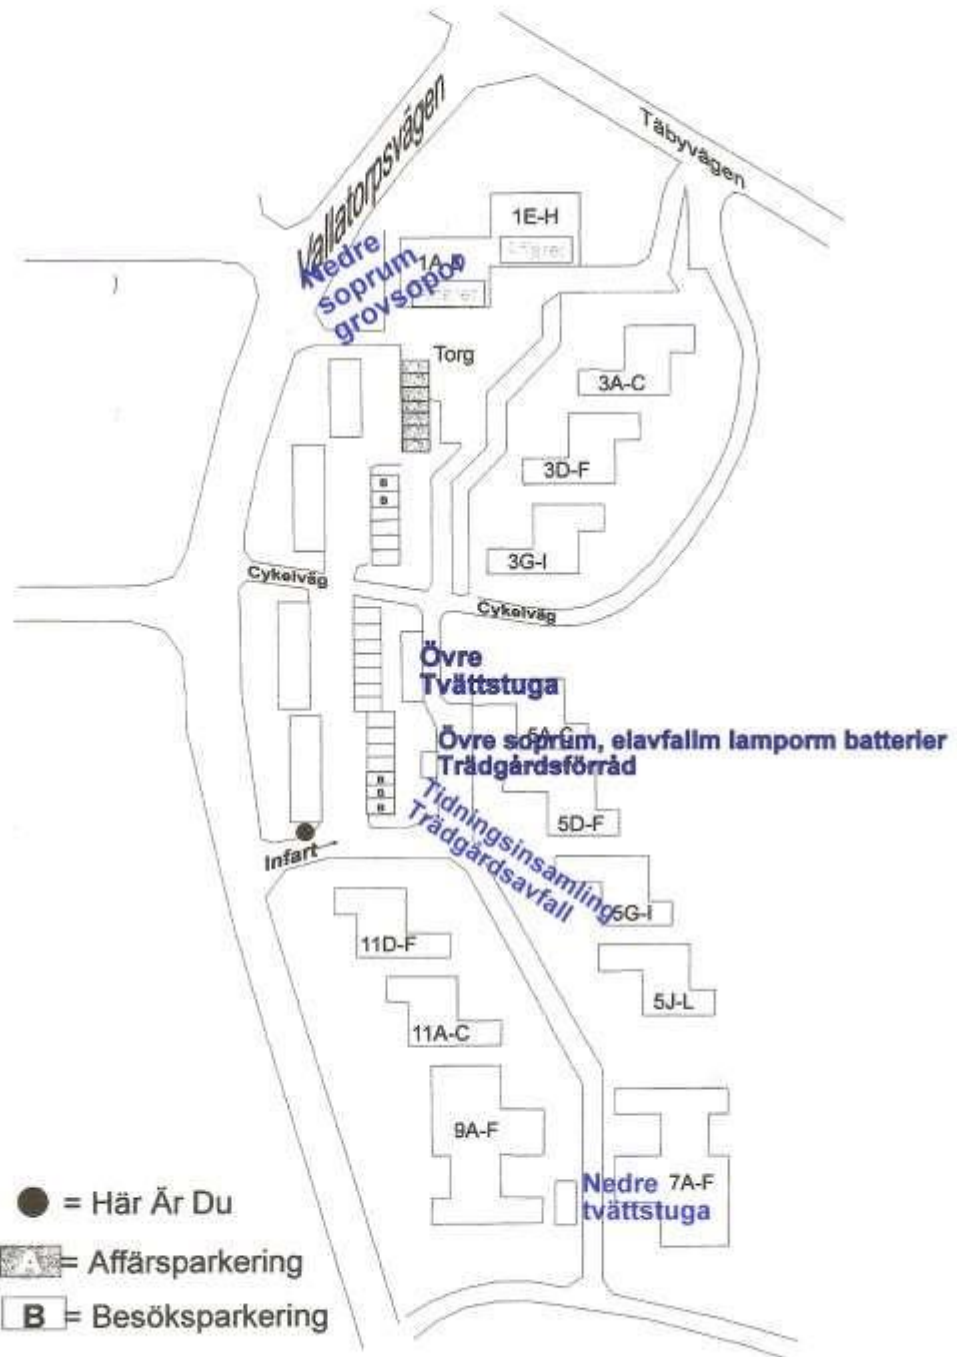 Vallatorpsvägen
Täbyvägen
1E-H
1A-D
Nedre
soprum
grovsopor
Torg
3A-C
3D-F
B
B
3G-I
Cykelväg
Cykelväg
Övre
Tvättstuga
5A-C
Övre soprum, elavfallm lamporm batterier
Trädgårdsförråd
B
B
B
Tidningsinsamling
Trädgårdsavfall
5D-F
Infart
5G-I
11D-F
5J-L
11A-C
9A-F
Nedre
tvättstuga
7A-F
= Här Är Du
A = Affärsparkering
B = Besöksparkering